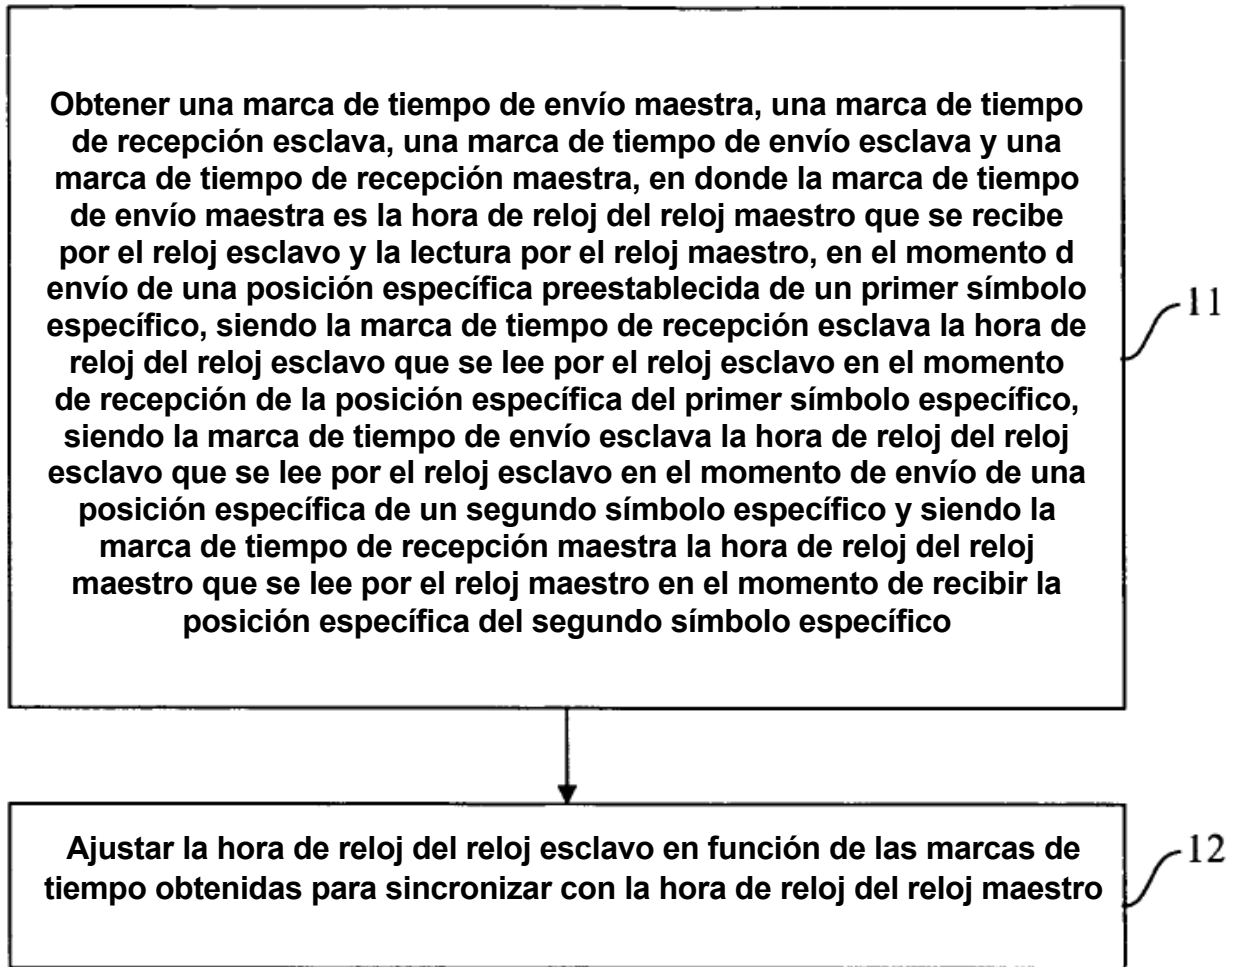 Obtener una marca de tiempo de envío maestra, una marca de tiempo
de recepción esclava, una marca de tiempo de envío esclava y una
marca de tiempo de recepción maestra, en donde la marca de tiempo
de envío maestra es la hora de reloj del reloj maestro que se recibe
por el reloj esclavo y la lectura por el reloj maestro, en el momento d
envío de una posición específica preestablecida de un primer símbolo
específico, siendo la marca de tiempo de recepción esclava la hora de
reloj del reloj esclavo que se lee por el reloj esclavo en el momento
de recepción de la posición específica del primer símbolo específico,
siendo la marca de tiempo de envío esclava la hora de reloj del reloj
esclavo que se lee por el reloj esclavo en el momento de envío de una
posición específica de un segundo símbolo específico y siendo la
marca de tiempo de recepción maestra la hora de reloj del reloj
maestro que se lee por el reloj maestro en el momento de recibir la
posición específica del segundo símbolo específico
11
Ajustar la hora de reloj del reloj esclavo en función de las marcas de
tiempo obtenidas para sincronizar con la hora de reloj del reloj maestro
12